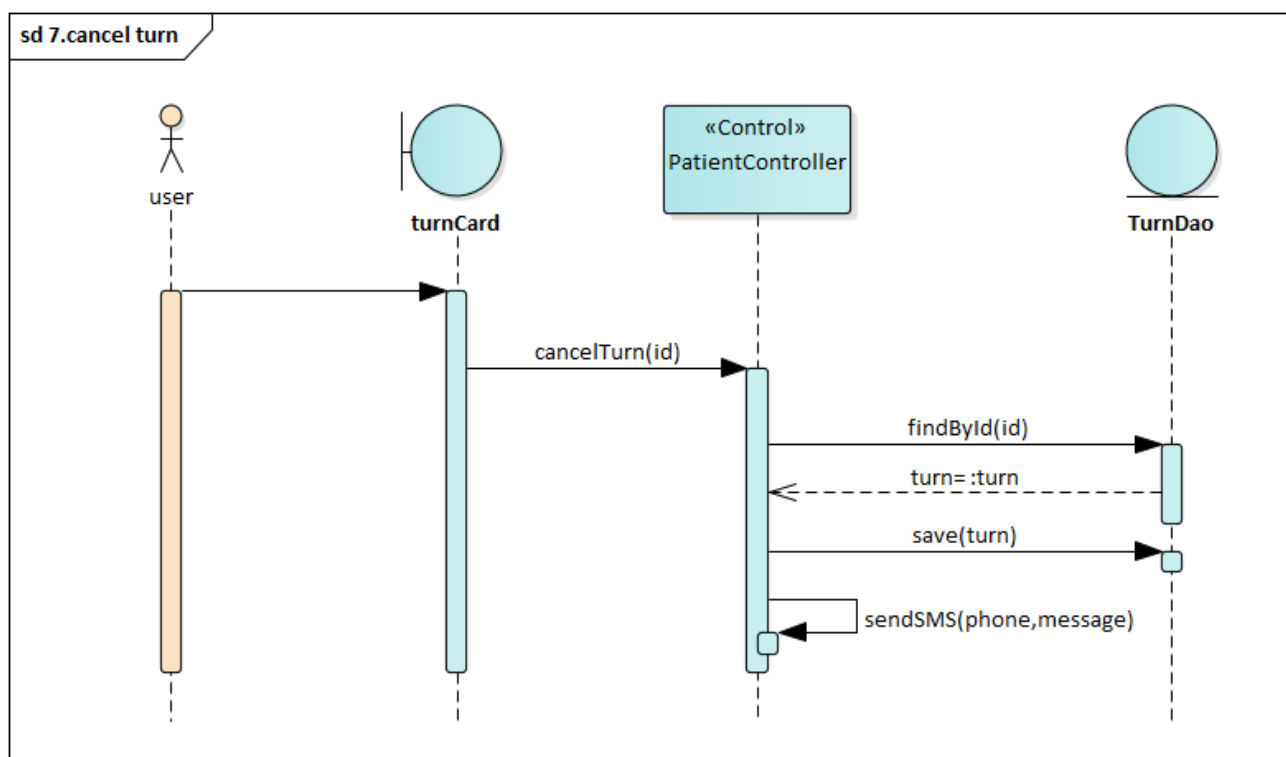 sd 7.cancel turn
user
turnCard
«Control»
PatientController
TurnDao
cancelTurn(id)
findById(id)
turn= :turn
save(turn)
sendSMS(phone,message)